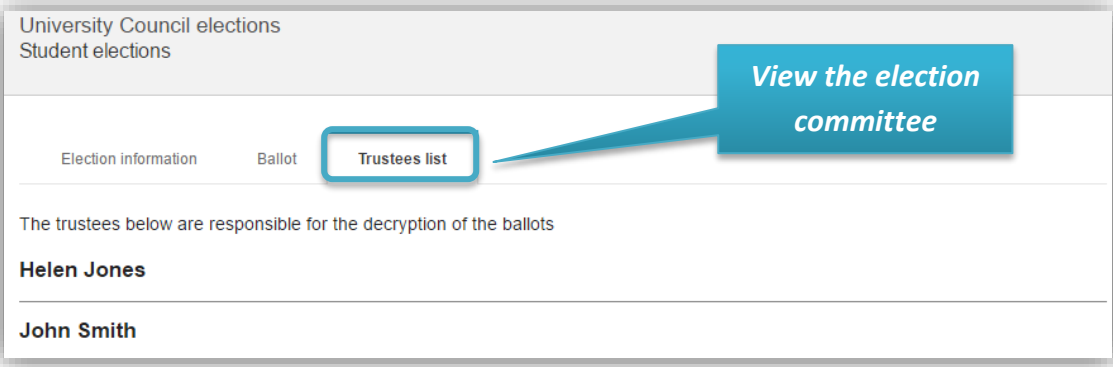 University Council elections
Student elections
View the election
committee
Election information Ballot Trustees list
The trustees below are responsible for the decryption of the ballots
Helen Jones
John Smith